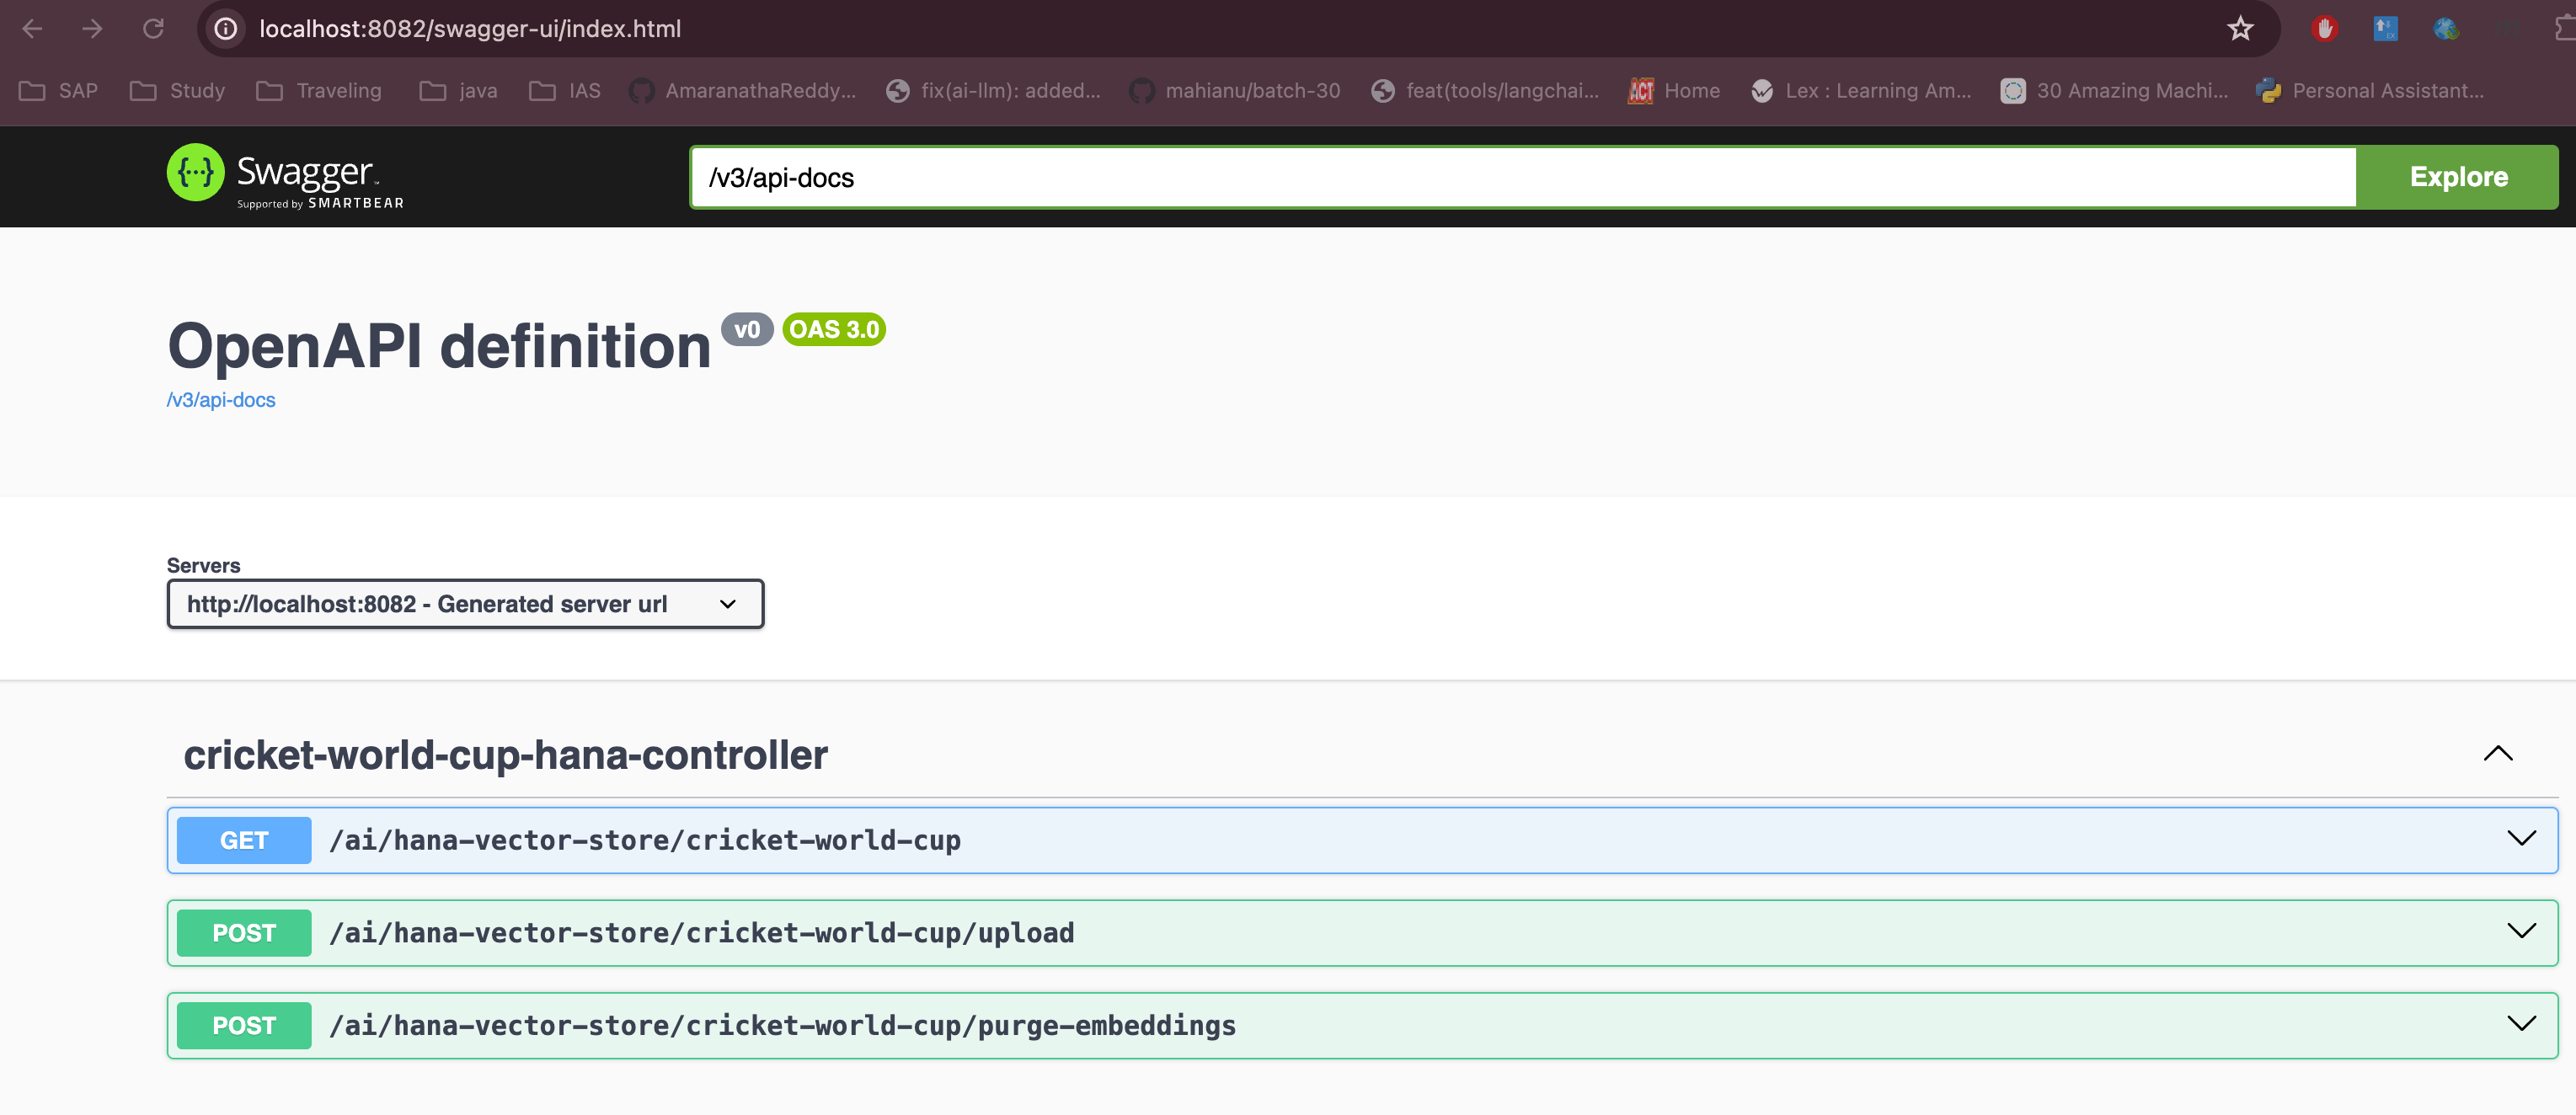 localhost:8082/swagger-ui/index.html
SAP Study Traveling java IAS AmaranathaReddy... fix(ai-llm): added... mahianu/batch-30 feat(tools/langchai... ACT Home Lex : Learning Am... 30 Amazing Machi... Personal Assistant...
{···} Swagger
Supported by SMARTBEAR
/v3/api-docs Explore
OpenAPI definition v0 OAS 3.0
/v3/api-docs
Servers
http://localhost:8082 - Generated server url
cricket-world-cup-hana-controller
GET /ai/hana-vector-store/cricket-world-cup
POST /ai/hana-vector-store/cricket-world-cup/upload
POST /ai/hana-vector-store/cricket-world-cup/purge-embeddings